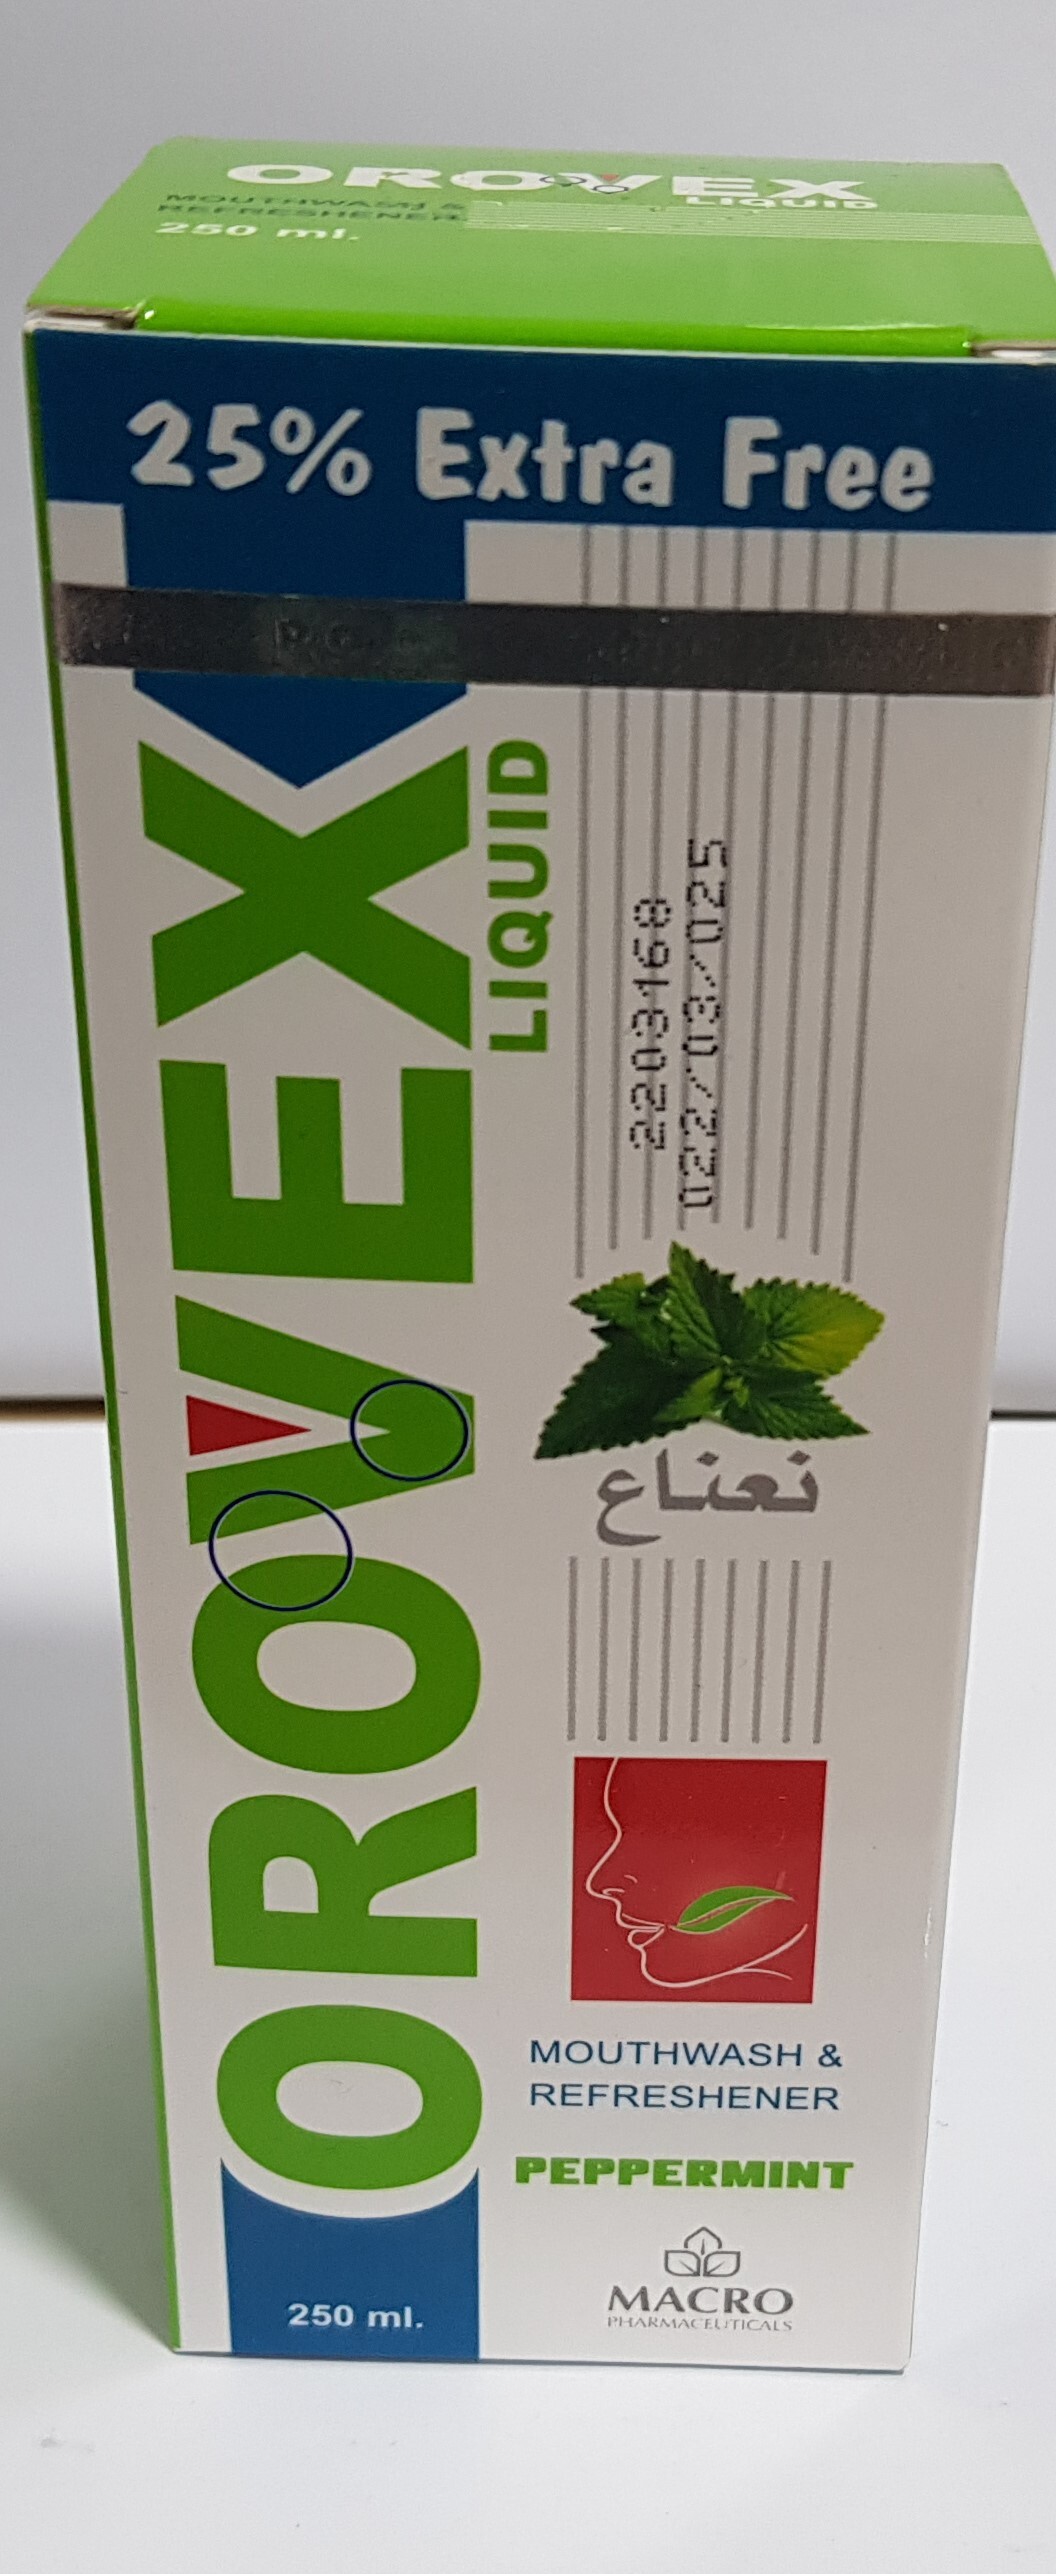 OROVEX
LIQUID
MOUTHWASH &
REFRESHENER
250 ml.
25% Extra Free
OROVEX
LIQUID
2203168
022/03/025
نعناع
MOUTHWASH &
REFRESHENER
PEPPERMINT
MACRO
PHARMACEUTICALS
250 ml.